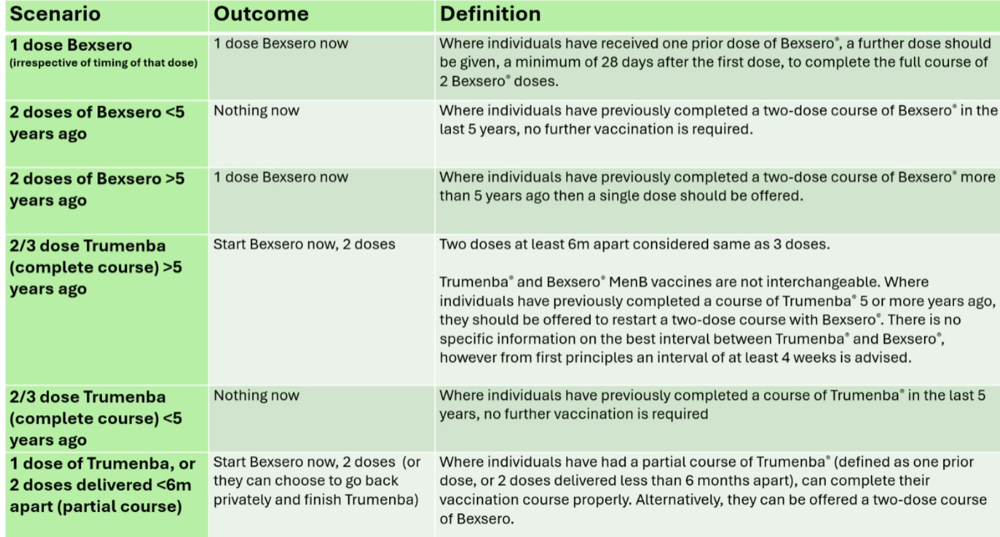 Scenario
Outcome
Definition
1 dose Bexsero
(irrespective of timing of that dose)
1 dose Bexsero now
Where individuals have received one prior dose of Bexsero®, a further dose should
be given, a minimum of 28 days after the first dose, to complete the full course of
2 Bexsero® doses.
2 doses of Bexsero <5
years ago
Nothing now
Where individuals have previously completed a two-dose course of Bexsero® in the
last 5 years, no further vaccination is required.
2 doses of Bexsero >5
years ago
1 dose Bexsero now
Where individuals have previously completed a two-dose course of Bexsero® more
than 5 years ago then a single dose should be offered.
2/3 dose Trumenba
(complete course) >5
years ago
Start Bexsero now, 2 doses
Two doses at least 6m apart considered same as 3 doses.
Trumenba® and Bexsero® MenB vaccines are not interchangeable. Where
individuals have previously completed a course of Trumenba® 5 or more years ago,
they should be offered to restart a two-dose course with Bexsero®. There is no
specific information on the best interval between Trumenba® and Bexsero®,
however from first principles an interval of at least 4 weeks is advised.
2/3 dose Trumenba
(complete course) <5
years ago
Nothing now
Where individuals have previously completed a course of Trumenba® in the last 5
years, no further vaccination is required
1 dose of Trumenba, or
2 doses delivered <6m
apart (partial course)
Start Bexsero now, 2 doses (or
they can choose to go back
privately and finish Trumenba)
Where individuals have had a partial course of Trumenba® (defined as one prior
dose, or 2 doses delivered less than 6 months apart), can complete their
vaccination course properly. Alternatively, they can be offered a two-dose course
of Bexsero.